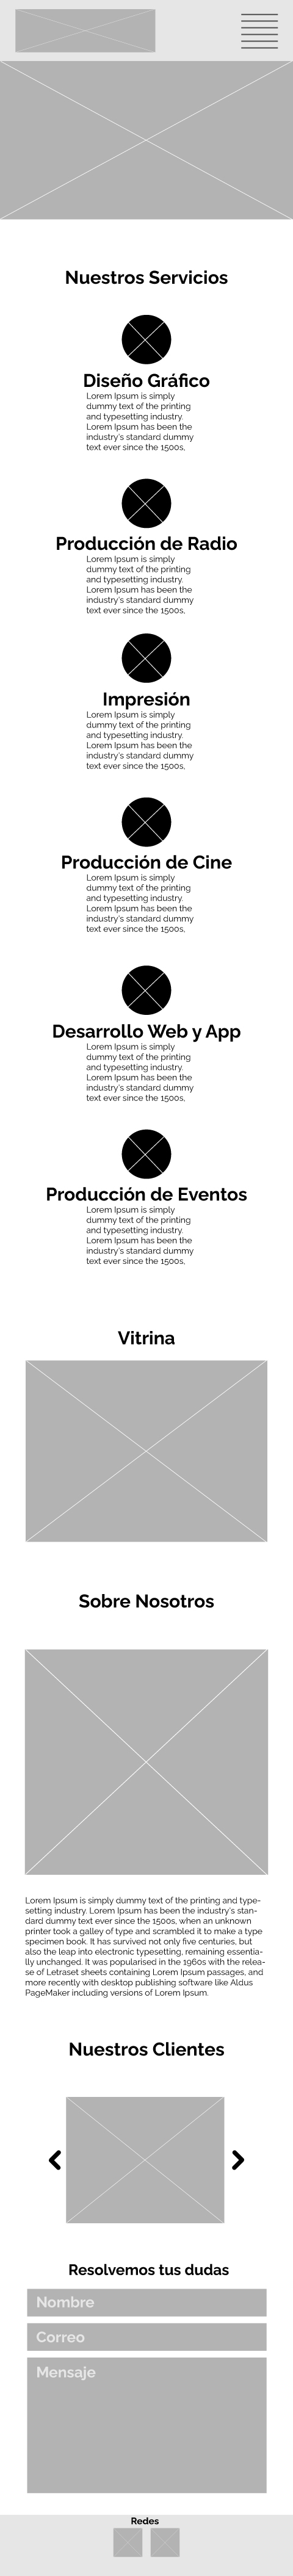 Nuestros Servicios
Diseño Gráfico
Lorem Ipsum is simply
dummy text of the printing
and typesetting industry.
Lorem Ipsum has been the
industry's standard dummy
text ever since the 1500s,
Producción de Radio
Lorem Ipsum is simply
dummy text of the printing
and typesetting industry.
Lorem Ipsum has been the
industry's standard dummy
text ever since the 1500s,
Impresión
Lorem Ipsum is simply
dummy text of the printing
and typesetting industry.
Lorem Ipsum has been the
industry's standard dummy
text ever since the 1500s,
Producción de Cine
Lorem Ipsum is simply
dummy text of the printing
and typesetting industry.
Lorem Ipsum has been the
industry's standard dummy
text ever since the 1500s,
Desarrollo Web y App
Lorem Ipsum is simply
dummy text of the printing
and typesetting industry.
Lorem Ipsum has been the
industry's standard dummy
text ever since the 1500s,
Producción de Eventos
Lorem Ipsum is simply
dummy text of the printing
and typesetting industry.
Lorem Ipsum has been the
industry's standard dummy
text ever since the 1500s,
Vitrina
Sobre Nosotros
Lorem Ipsum is simply dummy text of the printing and type-
setting industry. Lorem Ipsum has been the industry's stan-
dard dummy text ever since the 1500s, when an unknown
printer took a galley of type and scrambled it to make a type
specimen book. It has survived not only five centuries, but
also the leap into electronic typesetting, remaining essentia-
lly unchanged. It was popularised in the 1960s with the relea-
se of Letraset sheets containing Lorem Ipsum passages, and
more recently with desktop publishing software like Aldus
PageMaker including versions of Lorem Ipsum.
Nuestros Clientes
Resolvemos tus dudas
Nombre
Correo
Mensaje
Redes